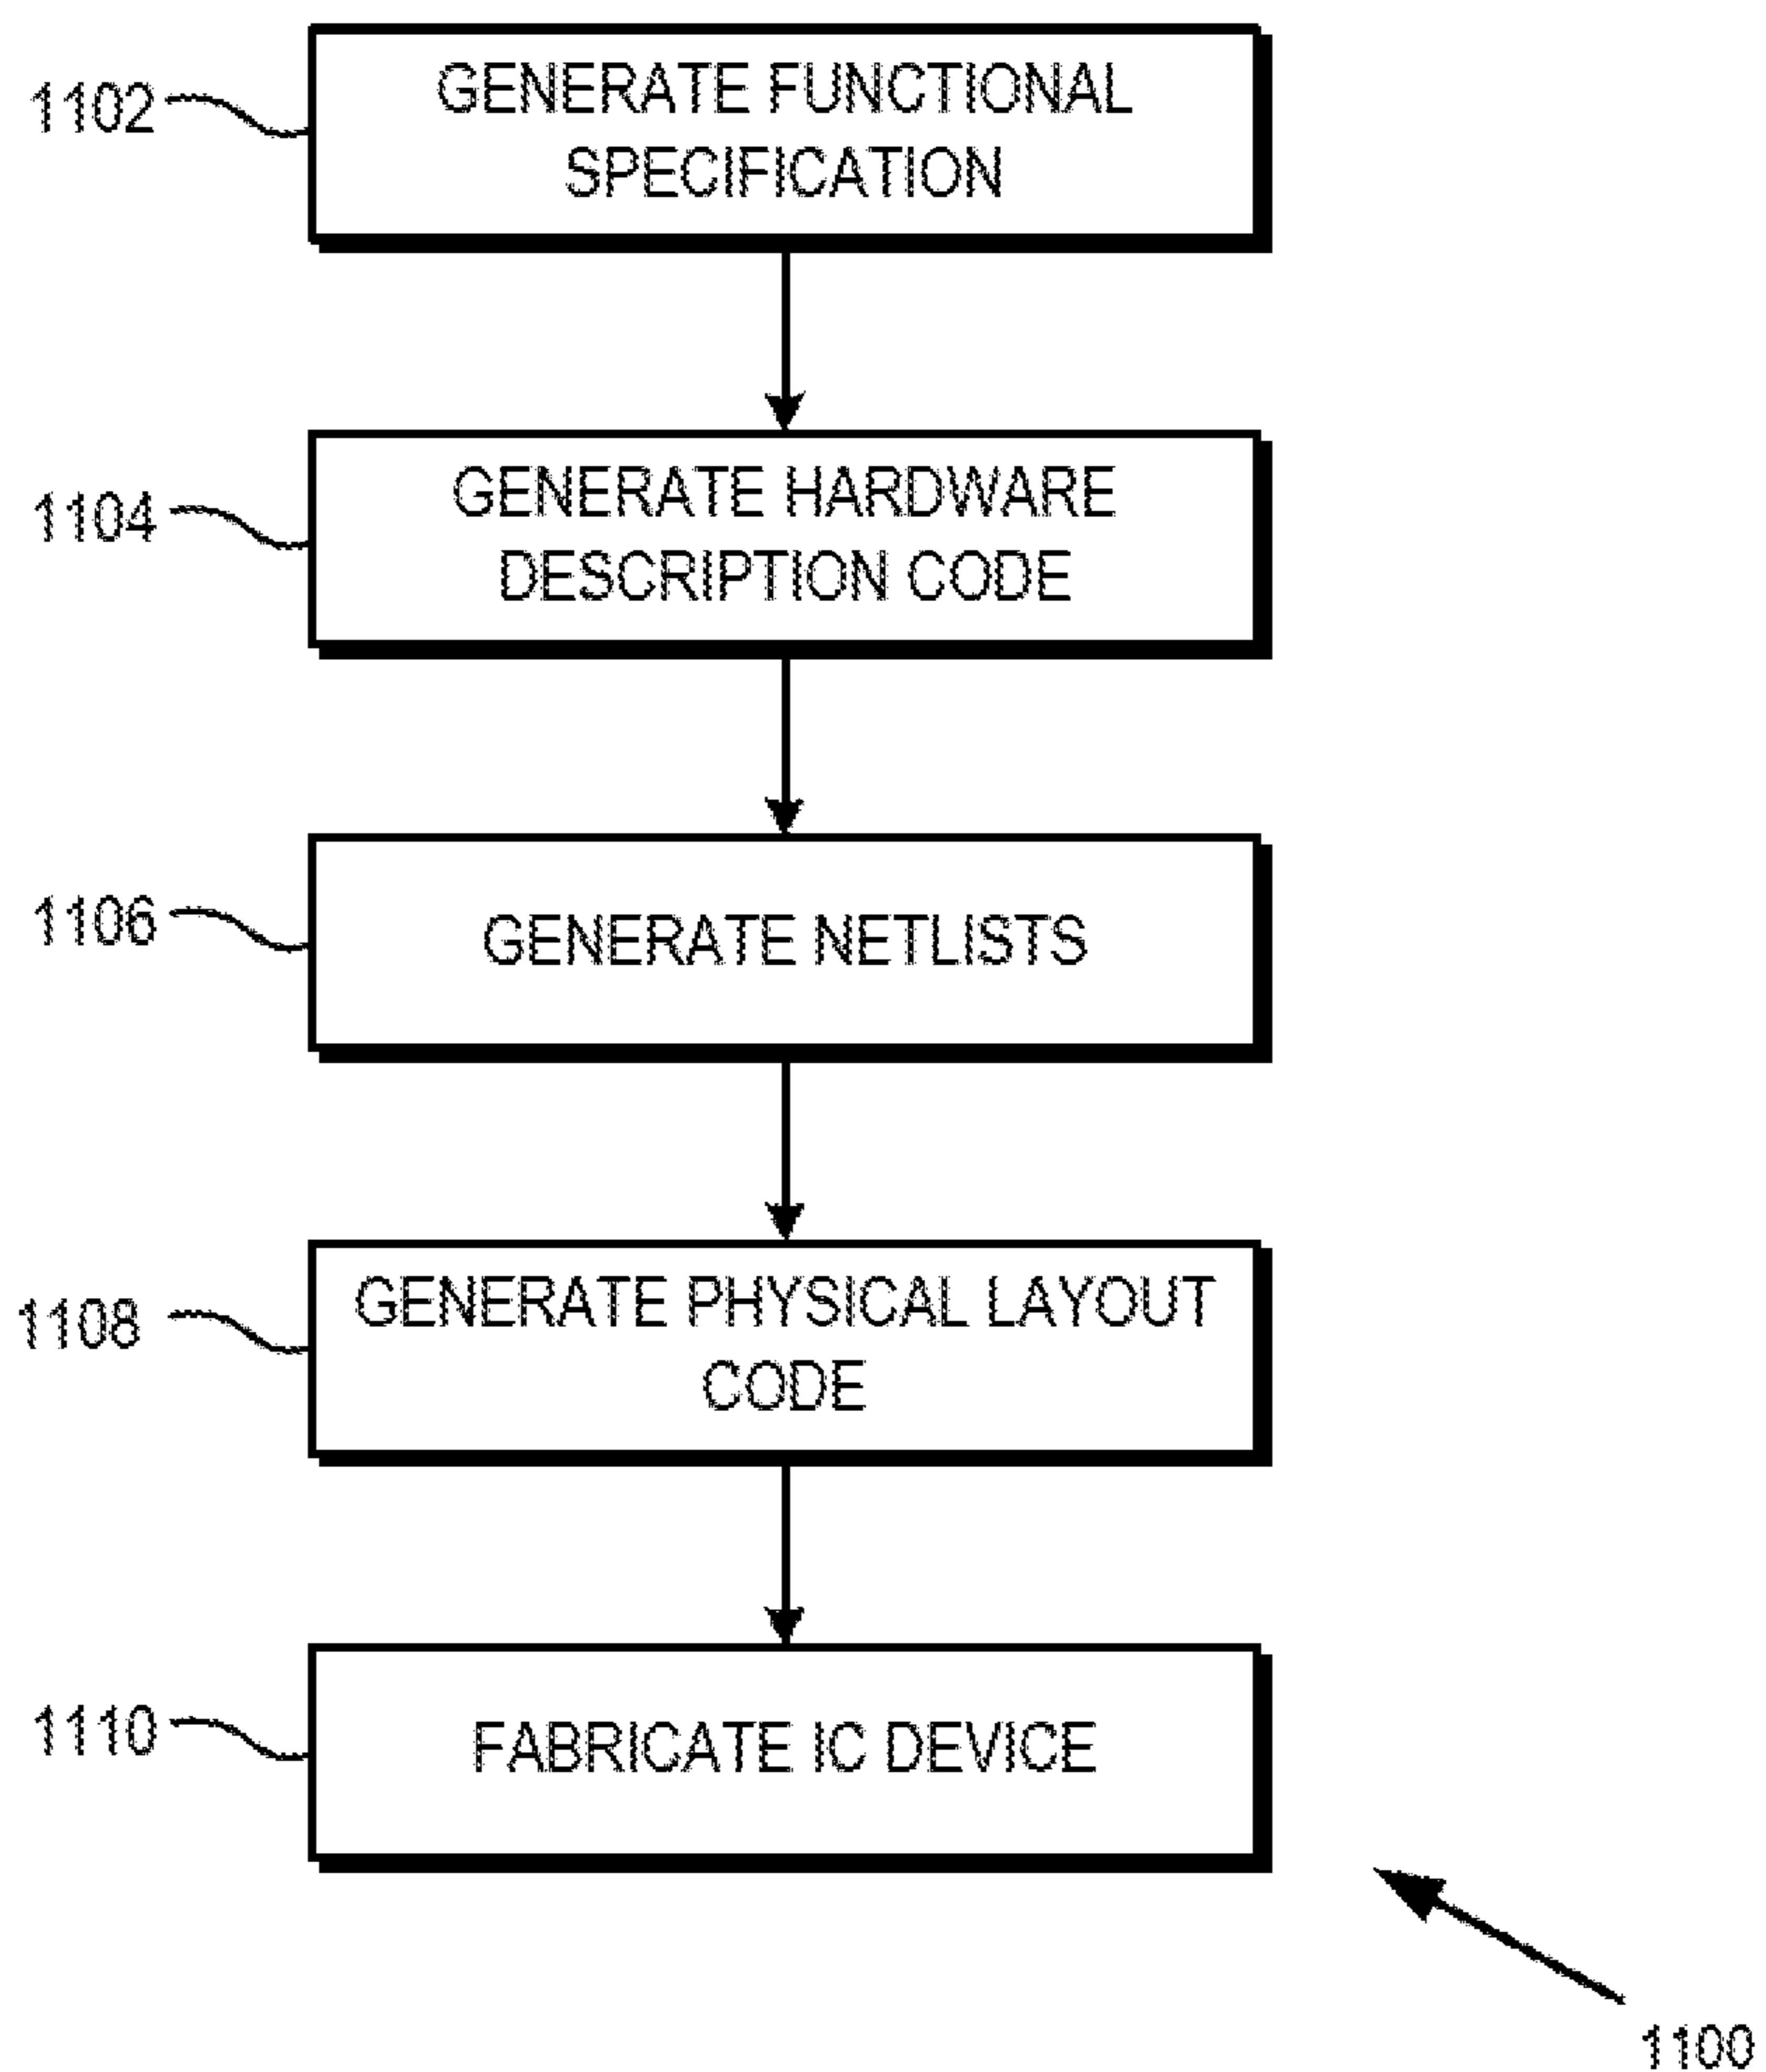 1102
GENERATE FUNCTIONAL
SPECIFICATION
1104
GENERATE HARDWARE
DESCRIPTION CODE
1106
GENERATE NETLISTS
1108
GENERATE PHYSICAL LAYOUT
CODE
1110
FABRICATE IC DEVICE
1100